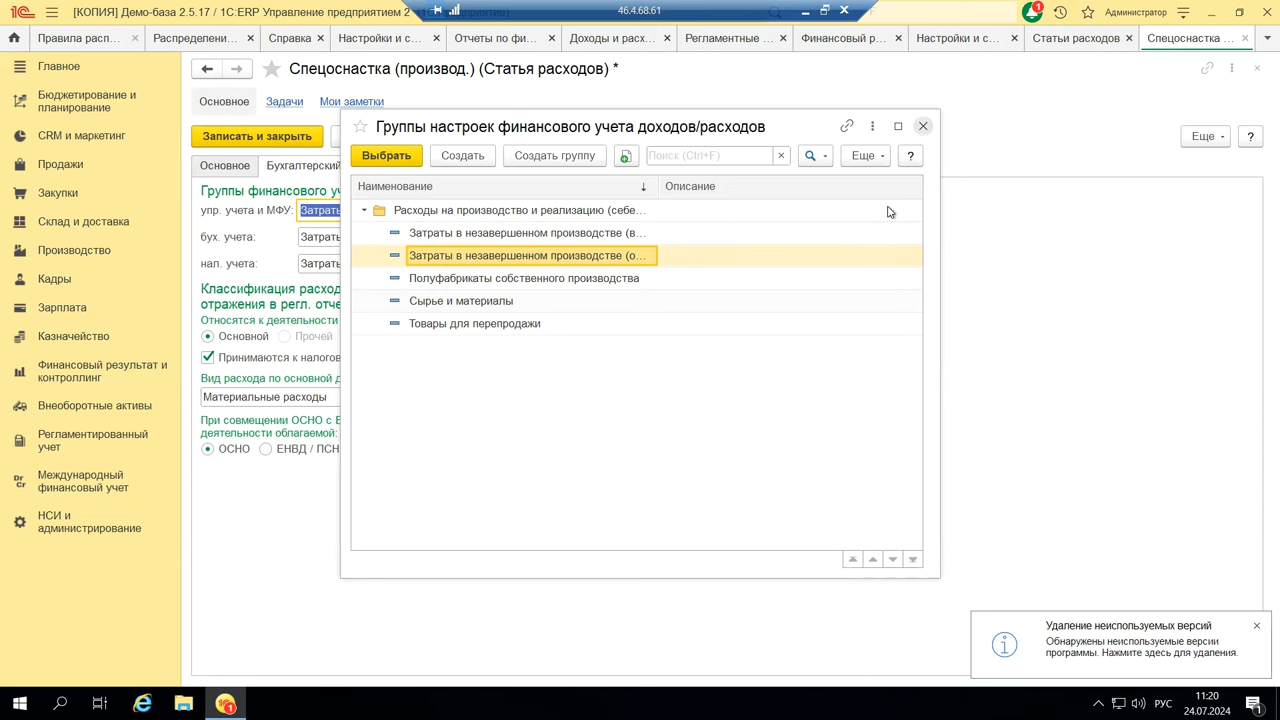 [КОПИЯ] Демо-база 2.5.17 / 1С:ERP Управление предприятием 2
46.4.68.61
1
Администратор
Правила расп...
Распределени...
Справка
Настройки и с...
Отчеты по фи...
Доходы и расх...
Регламентные ...
Финансовый р...
Настройки и с...
Статьи расходов
Спецоснастка ...
Главное
Бюджетирование и
планирование
CRM и маркетинг
Продажи
Закупки
Склад и доставка
Производство
Кадры
Зарплата
Казначейство
Финансовый результат и
контроллинг
Внеоборотные активы
Регламентированный
учет
Международный
финансовый учет
НСИ и
администрирование
Спецоснастка (производ.) (Статья расходов) *
Основное
Задачи
Мои заметки
Записать и закрыть
Еще
?
Основное
Бухгалтерский
Группы финансового уч
упр. учета и МФУ:
Затрат
бух. учета:
Затрать
нал. учета:
Затрать
Классификация расход
отражения в регл. отче
Относятся к деятельности
Основной
Прочей
Принимаются к налогов
Вид расхода по основной д
Материальные расходы
При совмещении ОСНО с Е
деятельности облагаемой:
ОСНО
ЕНВД / ПСН
Группы настроек финансового учета доходов/расходов
Выбрать
Создать
Создать группу
Поиск (Ctrl+F)
×
Еще
?
Наименование
Описание
Расходы на производство и реализацию (себе...
Затраты в незавершенном производстве (в...
Затраты в незавершенном производстве (о...
Полуфабрикаты собственного производства
Сырье и материалы
Товары для перепродажи
Удаление неиспользуемых версий
Обнаружены неиспользуемые версии
программы. Нажмите здесь для удаления.
1
РУС
11:20
24.07.2024
1